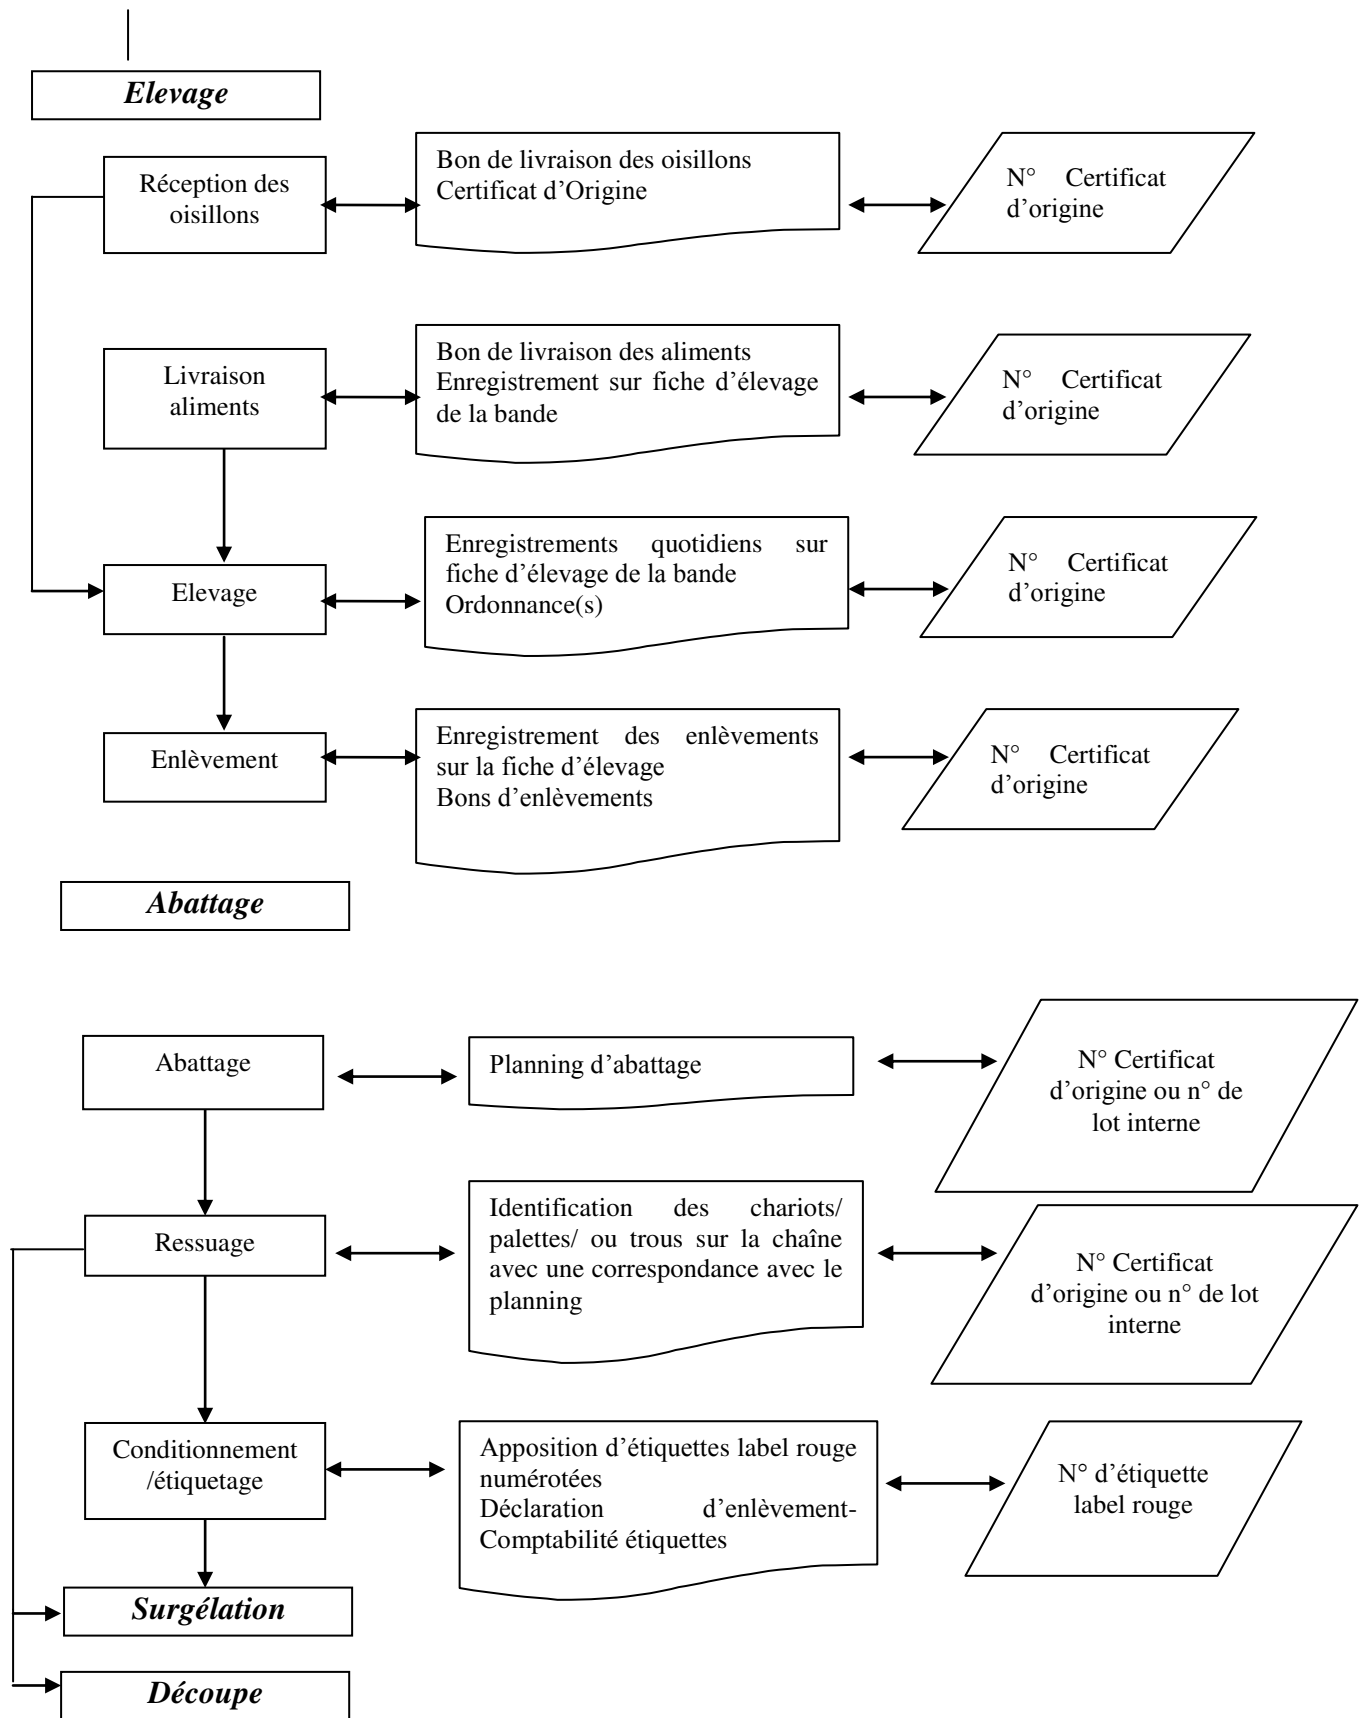 Elevage
Réception des
oisillons
Bon de livraison des oisillons
Certificat d’Origine
N° Certificat
d’origine
Livraison
aliments
Bon de livraison des aliments
Enregistrement sur fiche d’élevage
de la bande
N° Certificat
d’origine
Elevage
Enregistrements quotidiens sur
fiche d’élevage de la bande
Ordonnance(s)
N° Certificat
d’origine
Enlèvement
Enregistrement des enlèvements
sur la fiche d’élevage
Bons d’enlèvements
N° Certificat
d’origine
Abattage
Abattage
Planning d’abattage
N° Certificat
d’origine ou n° de
lot interne
Ressuage
Identification des chariots/
palettes/ ou trous sur la chaîne
avec une correspondance avec le
planning
N° Certificat
d’origine ou n° de lot
interne
Conditionnement
/étiquetage
Apposition d’étiquettes label rouge
numérotées
Déclaration d’enlèvement-
Comptabilité étiquettes
N° d’étiquette
label rouge
Surgélation
Découpe